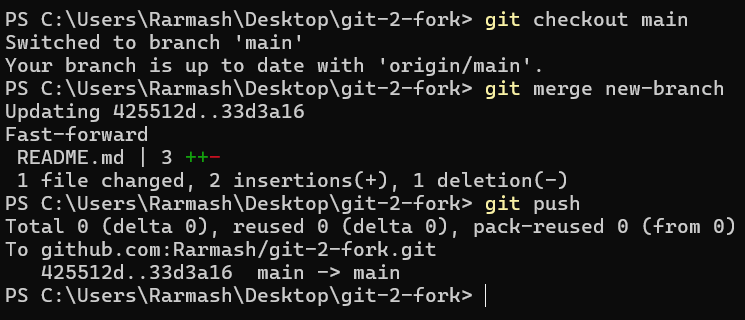 PS C:\Users\Rarmash\Desktop\git-2-fork> git checkout main
Switched to branch 'main'
Your branch is up to date with 'origin/main'.
PS C:\Users\Rarmash\Desktop\git-2-fork> git merge new-branch
Updating 425512d..33d3a16
Fast-forward
 README.md | 3 ++-
 1 file changed, 2 insertions(+), 1 deletion(-)
PS C:\Users\Rarmash\Desktop\git-2-fork> git push
Total 0 (delta 0), reused 0 (delta 0), pack-reused 0 (from 0)
To github.com:Rarmash/git-2-fork.git
   425512d..33d3a16  main -> main
PS C:\Users\Rarmash\Desktop\git-2-fork>